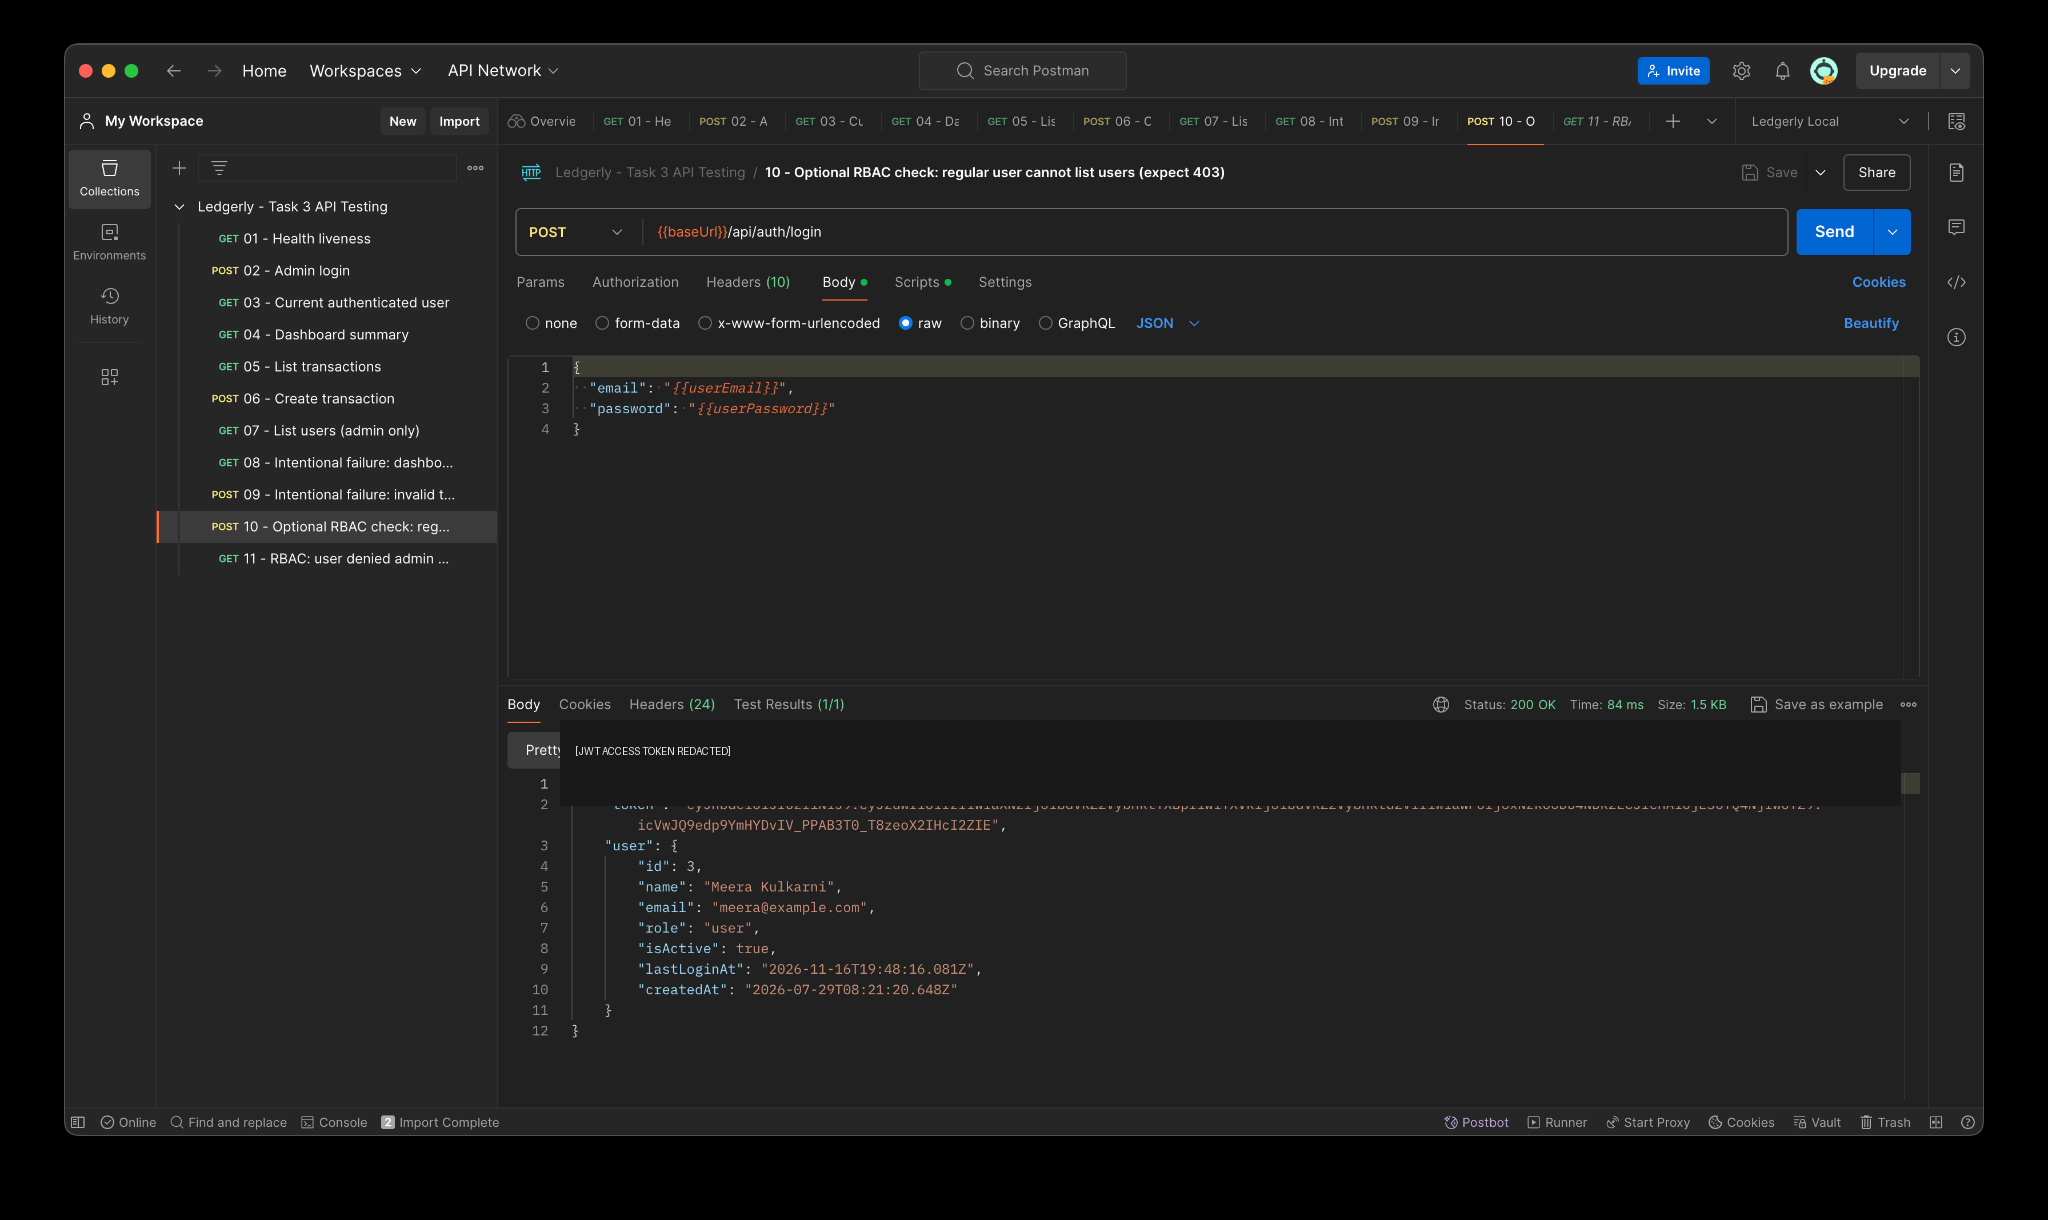 Home
Workspaces
API Network
Search Postman
Invite
Upgrade
My Workspace
New
Import
Overvie
GET 01 - He
POST 02 - A
GET 03 - Cu
GET 04 - Da
GET 05 - Lis
POST 06 - C
GET 07 - Lis
GET 08 - Int
POST 09 - Ir
POST 10 - O
GET 11 - RB
Ledgerly Local
Collections
Environments
History
Ledgerly - Task 3 API Testing
GET 01 - Health liveness
POST 02 - Admin login
GET 03 - Current authenticated user
GET 04 - Dashboard summary
GET 05 - List transactions
POST 06 - Create transaction
GET 07 - List users (admin only)
GET 08 - Intentional failure: dashbo...
POST 09 - Intentional failure: invalid t...
POST 10 - Optional RBAC check: reg...
GET 11 - RBAC: user denied admin ...
HTTP
Ledgerly - Task 3 API Testing / 10 - Optional RBAC check: regular user cannot list users (expect 403)
Save
Share
POST
{{baseUrl}}/api/auth/login
Send
Params
Authorization
Headers (10)
Body
Scripts
Settings
Cookies
none
form-data
x-www-form-urlencoded
raw
binary
GraphQL
JSON
Beautify
1 {
2 "email": "{{userEmail}}",
3 "password": "{{userPassword}}"
4 }
Body
Cookies
Headers (24)
Test Results (1/1)
Status: 200 OK
Time: 84 ms
Size: 1.5 KB
Save as example
Pretty
[JWT ACCESS TOKEN REDACTED]
1
2
icVwJQ9edp9YmHYDvIV_PPAB3T0_T8zeoX2IHcI2ZIE",
3 "user": {
4 "id": 3,
5 "name": "Meera Kulkarni",
6 "email": "meera@example.com",
7 "role": "user",
8 "isActive": true,
9 "lastLoginAt": "2026-11-16T19:48:16.081Z",
10 "createdAt": "2026-07-29T08:21:20.648Z"
11 }
12 }
Online
Find and replace
Console
2 Import Complete
Postbot
Runner
Start Proxy
Cookies
Vault
Trash